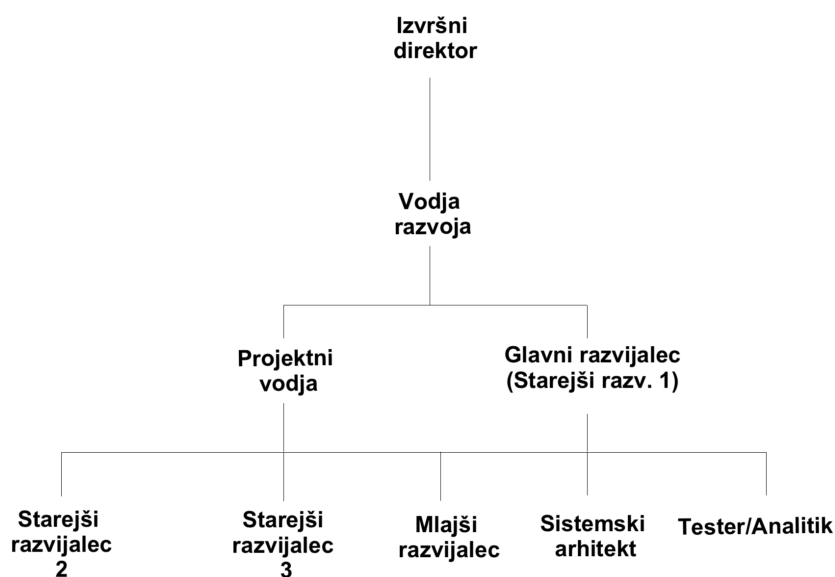 Izvršni
direktor
Vodja
razvoja
Projektni
vodja
Glavni razvijalec
(Starejši razv. 1)
Starejši
razvijalec
2
Starejši
razvijalec
3
Mlajši
razvijalec
Sistemski
arhitekt
Tester/Analitik